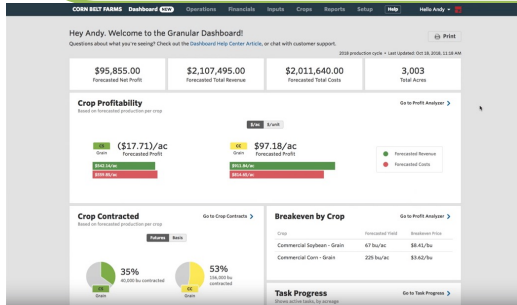 CORN BELT FARMS Dashboard NEW Operations Financials Inputs Crops Reports Setup Help Hello Andy
Hey Andy. Welcome to the Granular Dashboard!
Print
Questions about what you're seeing? Check out the Dashboard Help Center Article, or chat with customer support.
2018 production cycle • Last Updated: Oct 18, 2018, 11:18 AM
$95,855.00
Forecasted Net Profit
$2,107,495.00
Forecasted Total Revenue
$2,011,640.00
Forecasted Total Costs
3,003
Total Acres
Crop Profitability
Go to Profit Analyzer
Based on forecasted production per crop
$/ac $/unit
CS
Grain
($17.71)/ac
Forecasted Profit
CC
Grain
$97.18/ac
Forecasted Profit
Forecasted Revenue
Forecasted Costs
Crop Contracted
Go to Crop Contracts
Based on forecasted production per crop
Futures Basis
CS
Grain
35%
40,000 bu contracted
CC
Grain
53%
136,000 bu
contracted
Breakeven by Crop
Go to Profit Analyzer
Crop Forecasted Yield Breakeven Price
Commercial Soybean - Grain 67 bu/ac $8.41/bu
Commercial Corn - Grain 225 bu/ac $3.62/bu
Task Progress
Go to Task Progress
Shows active tasks, by acreage